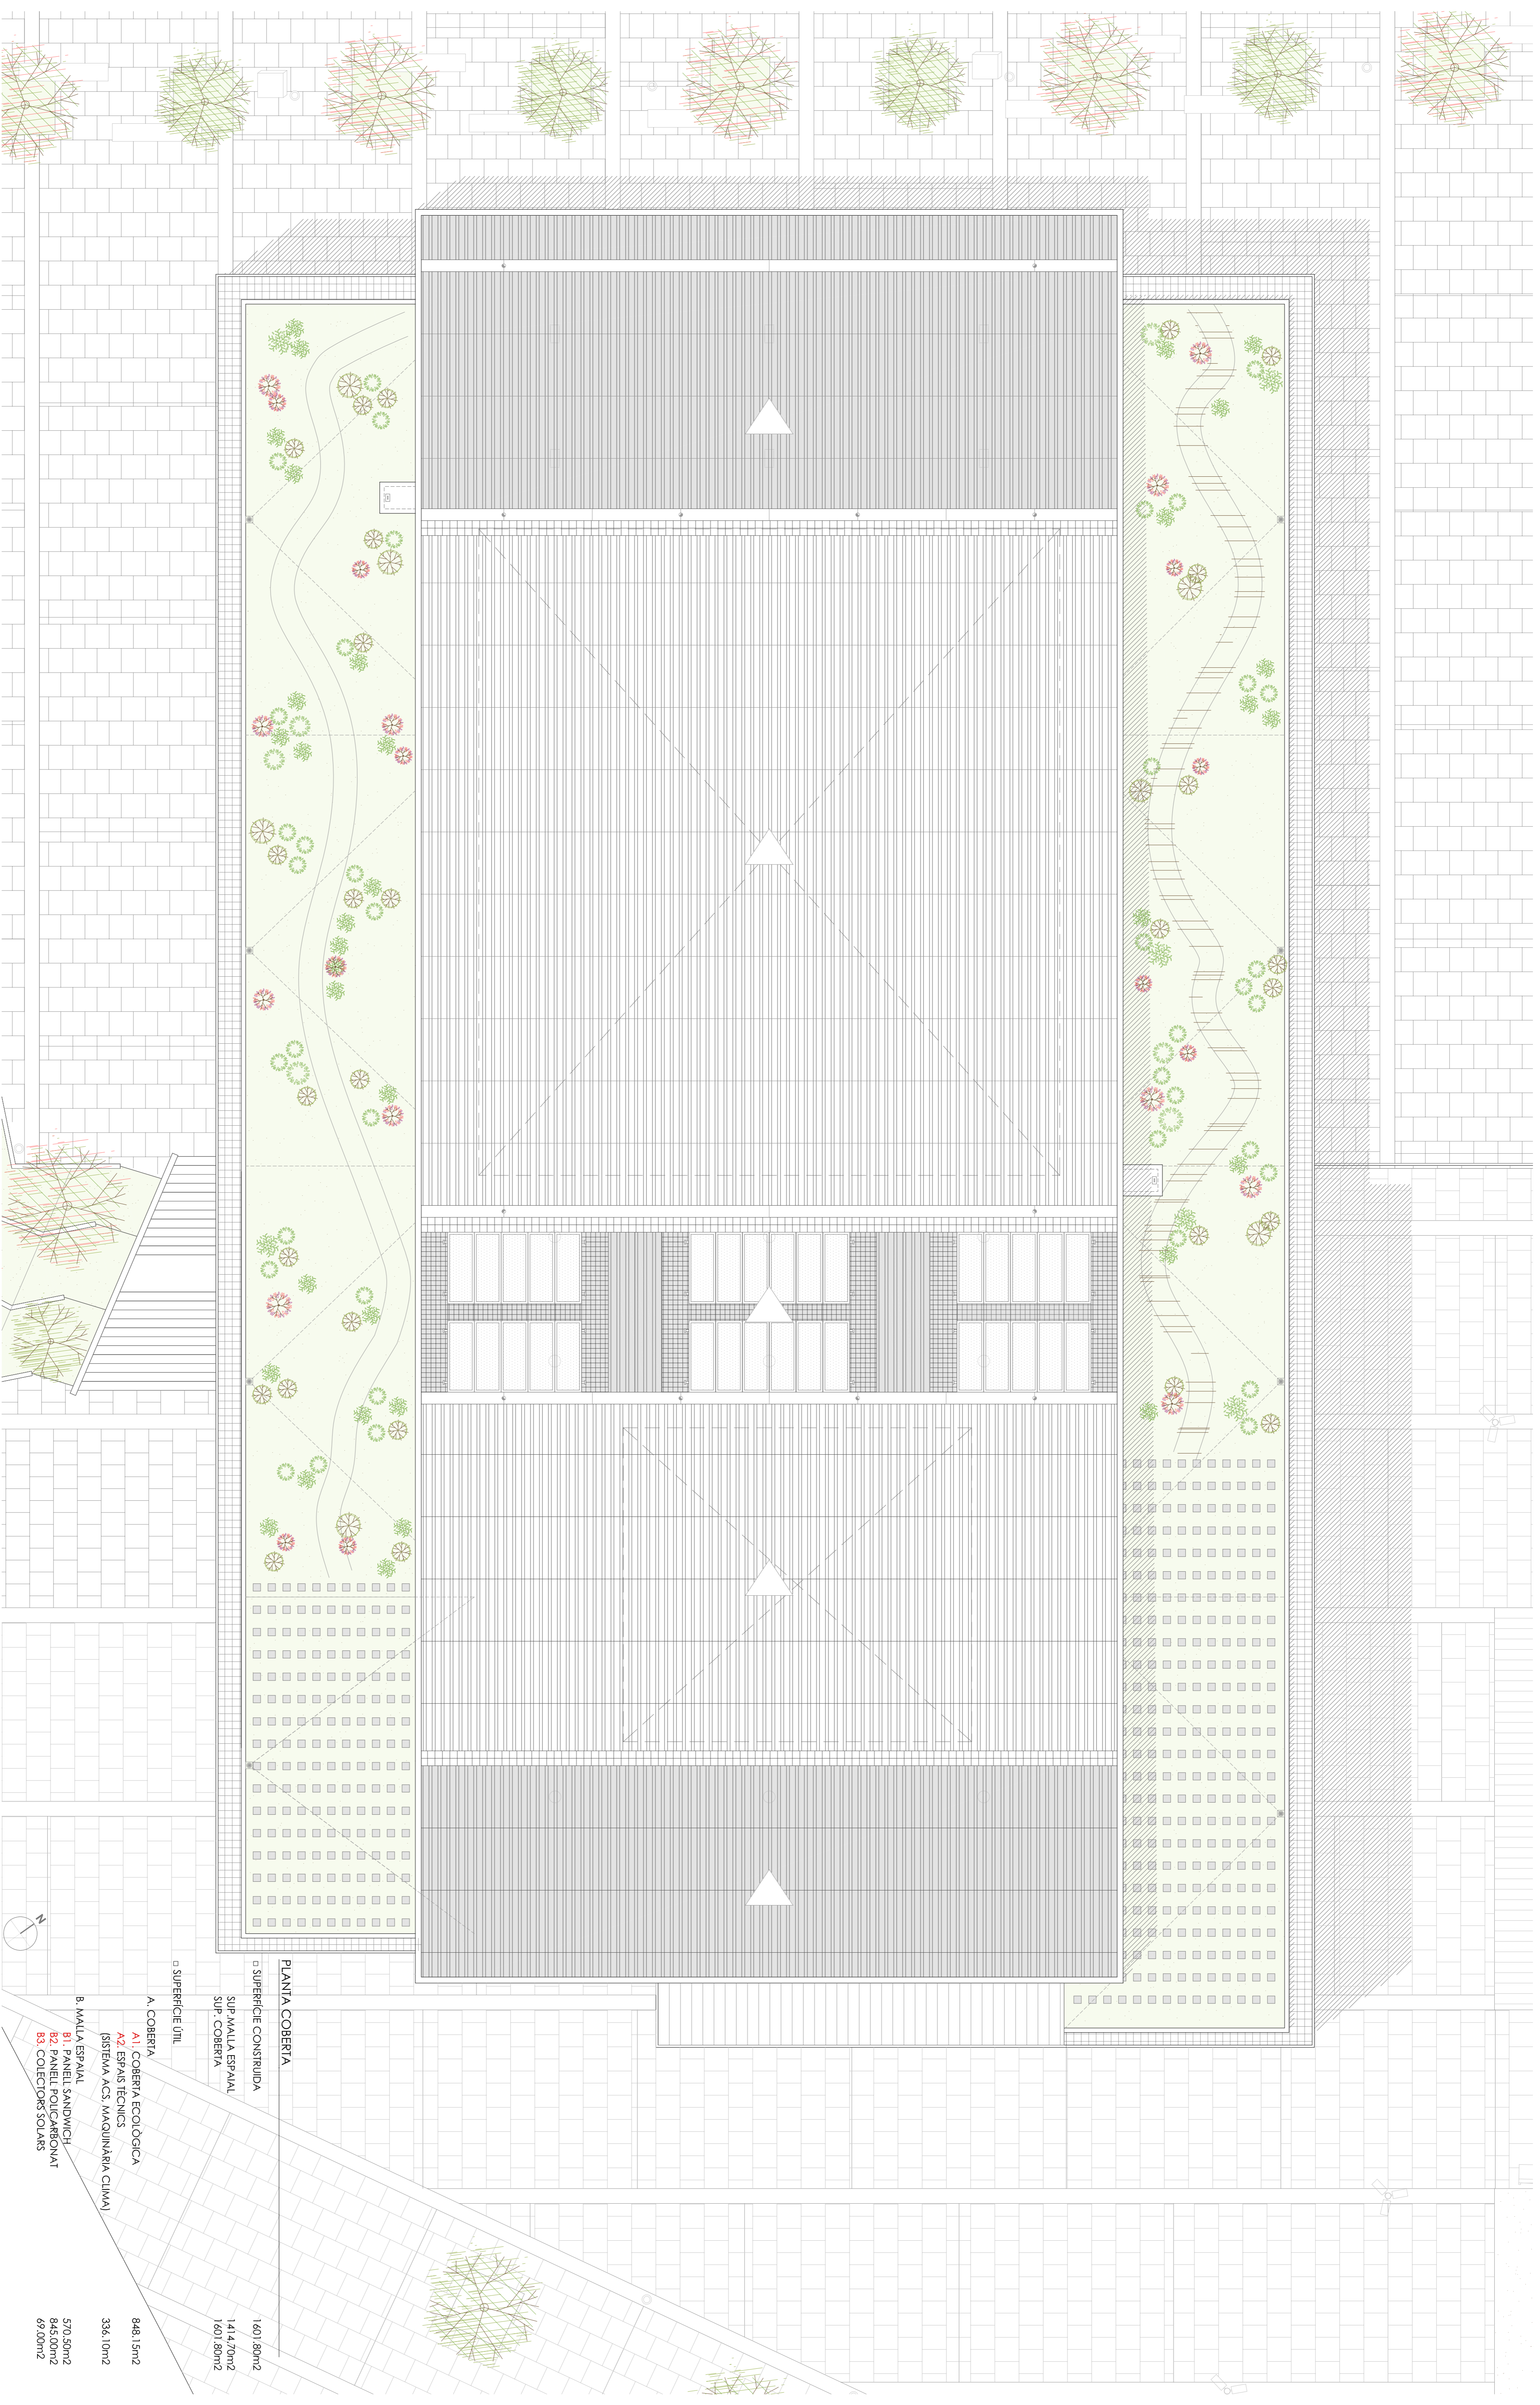 PLANTA COBERTA
□ SUPERFÍCIE CONSTRUIDA 1601.80m2
SUP.MALLA ESPAIAL 1414.70m2
SUP. COBERTA 1601.80m2
□ SUPERFÍCIE ÚTIL
A. COBERTA
A1. COBERTA ECOLÒGICA 848.15m2
A2. ESPAIS TÈCNICS
(SISTEMA ACS, MAQUINÀRIA CLIMA) 336.10m2
B. MALLA ESPAIAL
B1. PANELL SANDWICH 570.50m2
B2. PANELL POLICARBONAT 845.00m2
B3. COLECTORS SOLARS 69.00m2
N